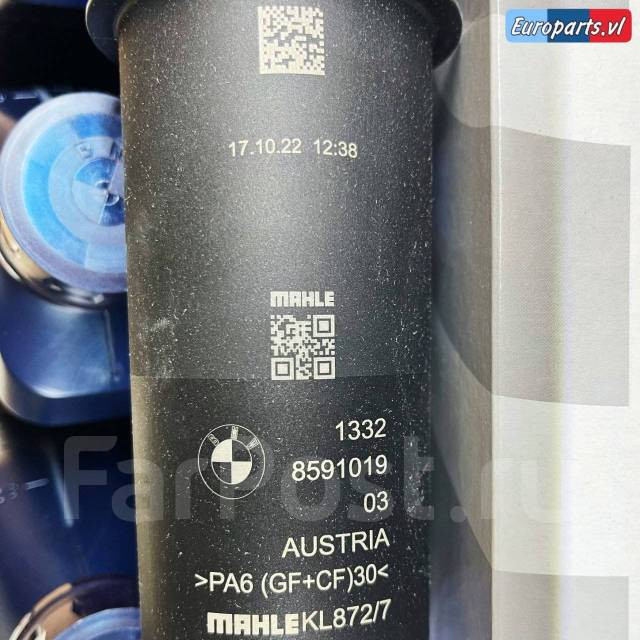 Europarts.vl
17.10.22 12:38
MAHLE
1332
8591019
03
AUSTRIA
>PA6 (GF+CF)30<
MAHLE KL872/7
FarPost.ru